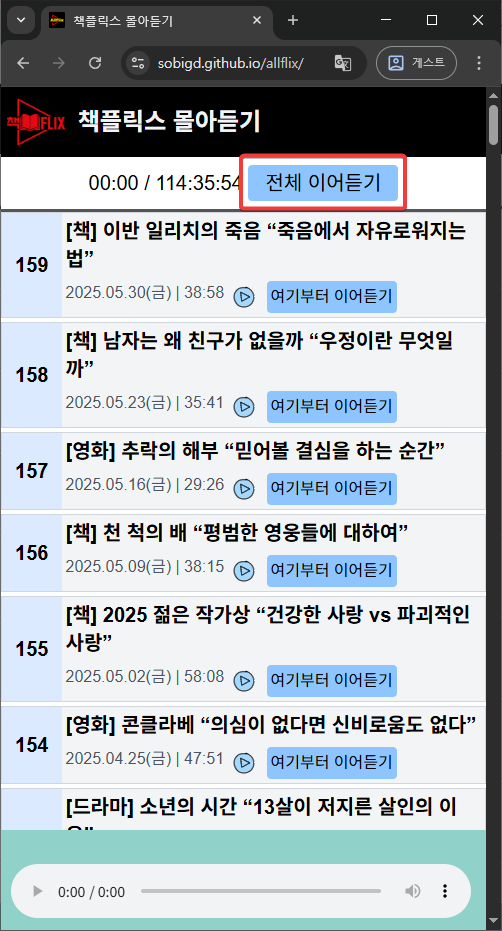 책플릭스 몰아듣기
sobigd.github.io/allflix/
게스트
책FLIX
책플릭스 몰아듣기
00:00 / 114:35:54
전체 이어듣기
159
[책] 이반 일리치의 죽음 “죽음에서 자유로워지는
법”
2025.05.30(금) | 38:58
여기부터 이어듣기
158
[책] 남자는 왜 친구가 없을까 “우정이란 무엇일
까”
2025.05.23(금) | 35:41
여기부터 이어듣기
157
[영화] 추락의 해부 “믿어볼 결심을 하는 순간”
2025.05.16(금) | 29:26
여기부터 이어듣기
156
[책] 천 척의 배 “평범한 영웅들에 대하여”
2025.05.09(금) | 38:15
여기부터 이어듣기
155
[책] 2025 젊은 작가상 “건강한 사랑 vs 파괴적인
사랑”
2025.05.02(금) | 58:08
여기부터 이어듣기
154
[영화] 콘클라베 “의심이 없다면 신비로움도 없다”
2025.04.25(금) | 47:51
여기부터 이어듣기
[드라마] 소년의 시간 “13살이 저지른 살인의 이
0:00 / 0:00